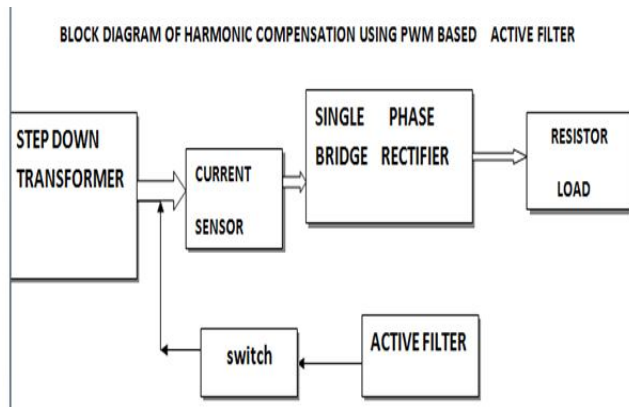 BLOCK DIAGRAM OF HARMONIC COMPENSATION USING PWM BASED ACTIVE FILTER
STEP DOWN
TRANSFORMER
CURRENT
SENSOR
SINGLE PHASE
BRIDGE RECTIFIER
RESISTOR
LOAD
switch
ACTIVE FILTER